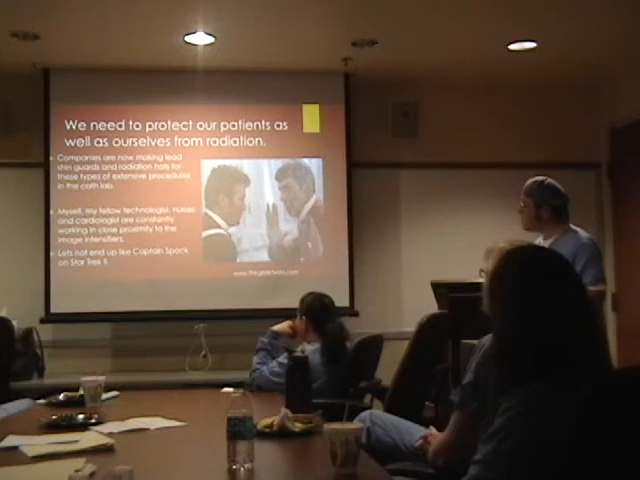 We need to protect our patients as
well as ourselves from radiation.
Companies are now making lead
shin guards and radiation hats for
these types of extensive procedures
in the cath lab.
Myself, my fellow technologist, nurses
and cardiologist are constantly
working in close proximity to the
image intensifiers.
Lets not end up like Captain Spock
on Star Trek II.